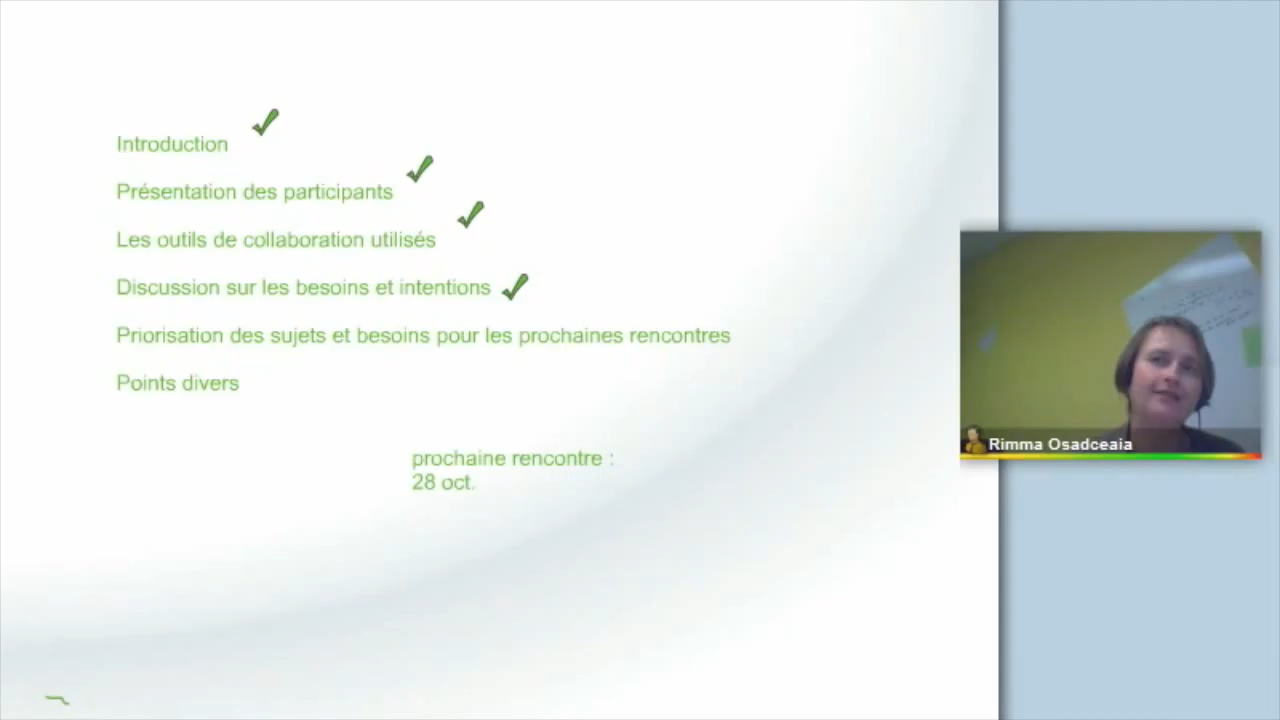 Introduction
Présentation des participants
Les outils de collaboration utilisés
Discussion sur les besoins et intentions
Priorisation des sujets et besoins pour les prochaines rencontres
Points divers
prochaine rencontre :
28 oct.
Rimma Osadceaia